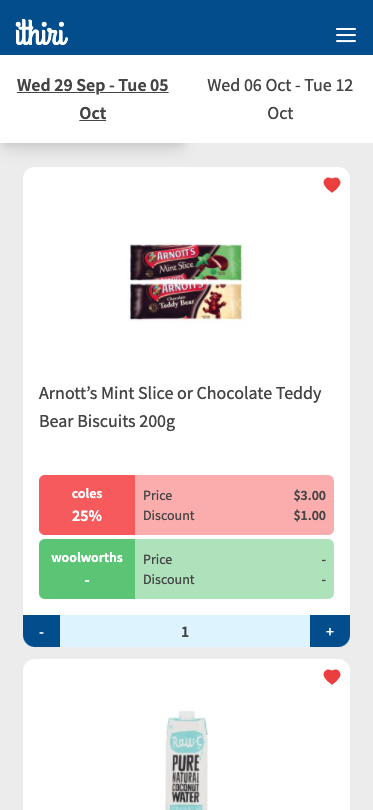 ithiri
Wed 29 Sep - Tue 05
Oct
Wed 06 Oct - Tue 12
Oct
ARNOTT'S
Mint Slice
ARNOTT'S
Chocolate
Teddy Bear
Arnott's Mint Slice or Chocolate Teddy
Bear Biscuits 200g
coles
25%
Price $3.00
Discount $1.00
woolworths
-
Price -
Discount -
- 1 +
Raw C
PURE
NATURAL
COCONUT
WATER